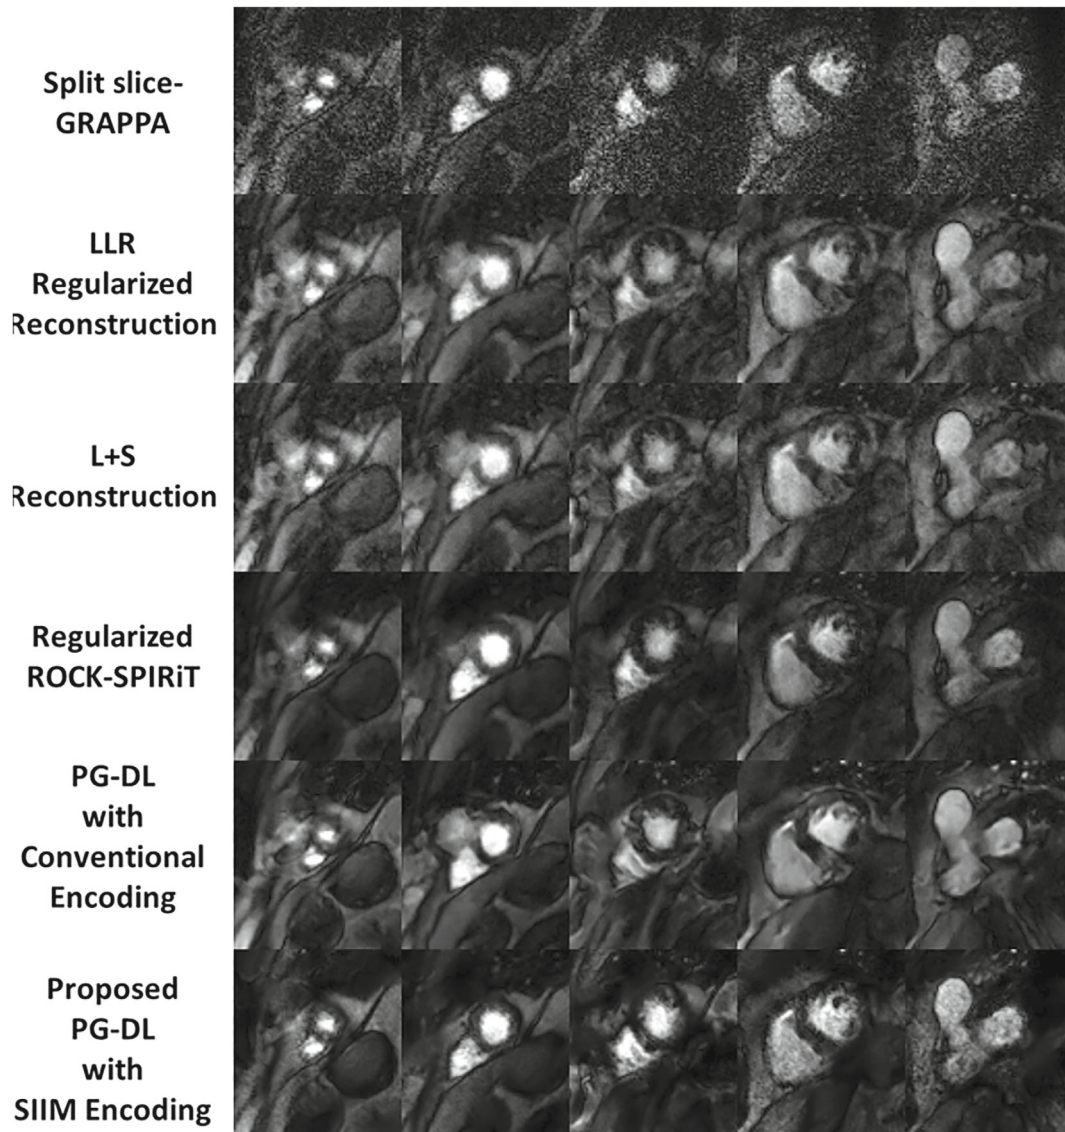 Split slice-
GRAPPA
LLR
Regularized
Reconstruction
L+S
Reconstruction
Regularized
ROCK-SPIRiT
PG-DL
with
Conventional
Encoding
Proposed
PG-DL
with
SIIM Encoding